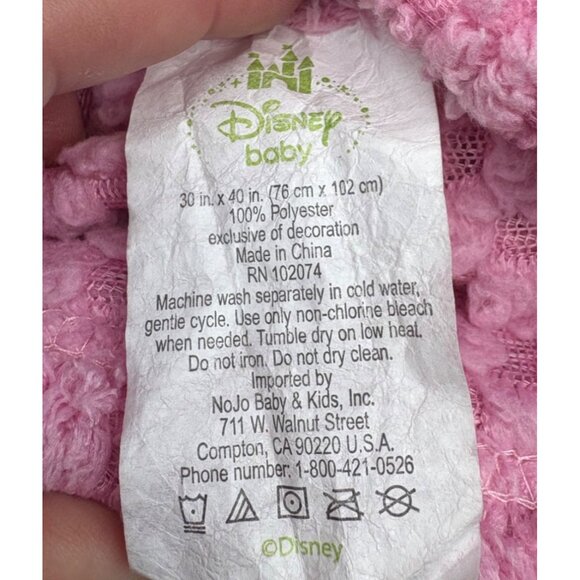 Disney
baby
30 in. x 40 in. (76 cm x 102 cm)
100% Polyester
exclusive of decoration
Made in China
RN 102074
Machine wash separately in cold water,
gentle cycle. Use only non-chlorine bleach
when needed. Tumble dry on low heat.
Do not iron. Do not dry clean.
Imported by
NoJo Baby & Kids, Inc.
711 W. Walnut Street
Compton, CA 90220 U.S.A.
Phone number: 1-800-421-0526
©Disney